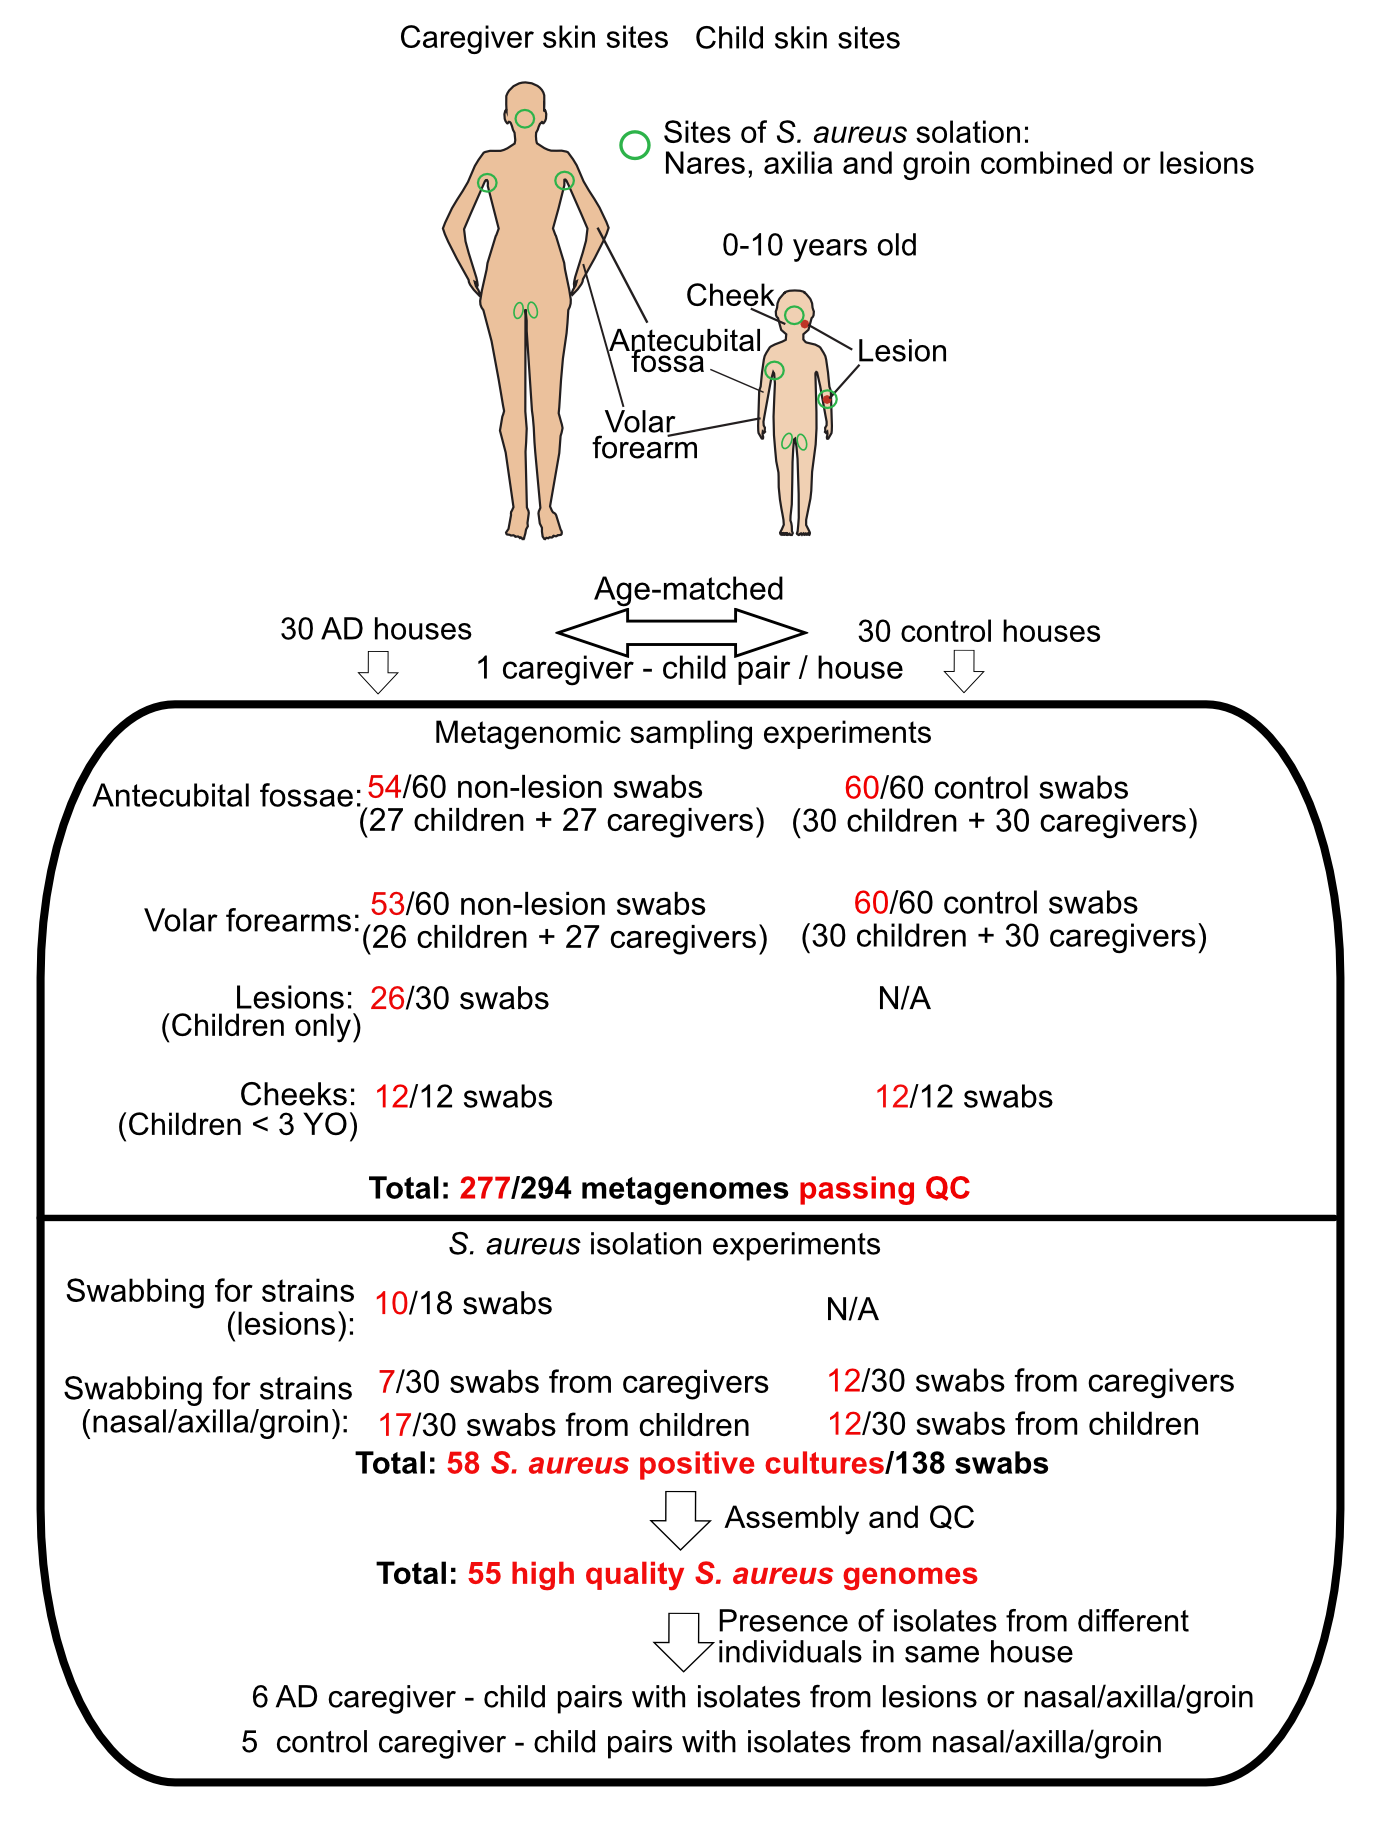 Caregiver skin sites Child skin sites
Sites of S. aureus solation:
Nares, axilia and groin combined or lesions
0-10 years old
Cheek
Antecubital
fossa
Lesion
Volar
forearm
Age-matched
30 AD houses
30 control houses
1 caregiver - child pair / house
Metagenomic sampling experiments
Antecubital fossae: 54/60 non-lesion swabs 60/60 control swabs
(27 children + 27 caregivers) (30 children + 30 caregivers)
Volar forearms: 53/60 non-lesion swabs 60/60 control swabs
(26 children + 27 caregivers) (30 children + 30 caregivers)
Lesions: 26/30 swabs N/A
(Children only)
Cheeks: 12/12 swabs 12/12 swabs
(Children < 3 YO)
Total: 277/294 metagenomes passing QC
S. aureus isolation experiments
Swabbing for strains
(lesions):
10/18 swabs
N/A
Swabbing for strains
(nasal/axilla/groin):
7/30 swabs from caregivers 12/30 swabs from caregivers
17/30 swabs from children 12/30 swabs from children
Total: 58 S. aureus positive cultures/138 swabs
Assembly and QC
Total: 55 high quality S. aureus genomes
Presence of isolates from different
individuals in same house
6 AD caregiver - child pairs with isolates from lesions or nasal/axilla/groin
5 control caregiver - child pairs with isolates from nasal/axilla/groin